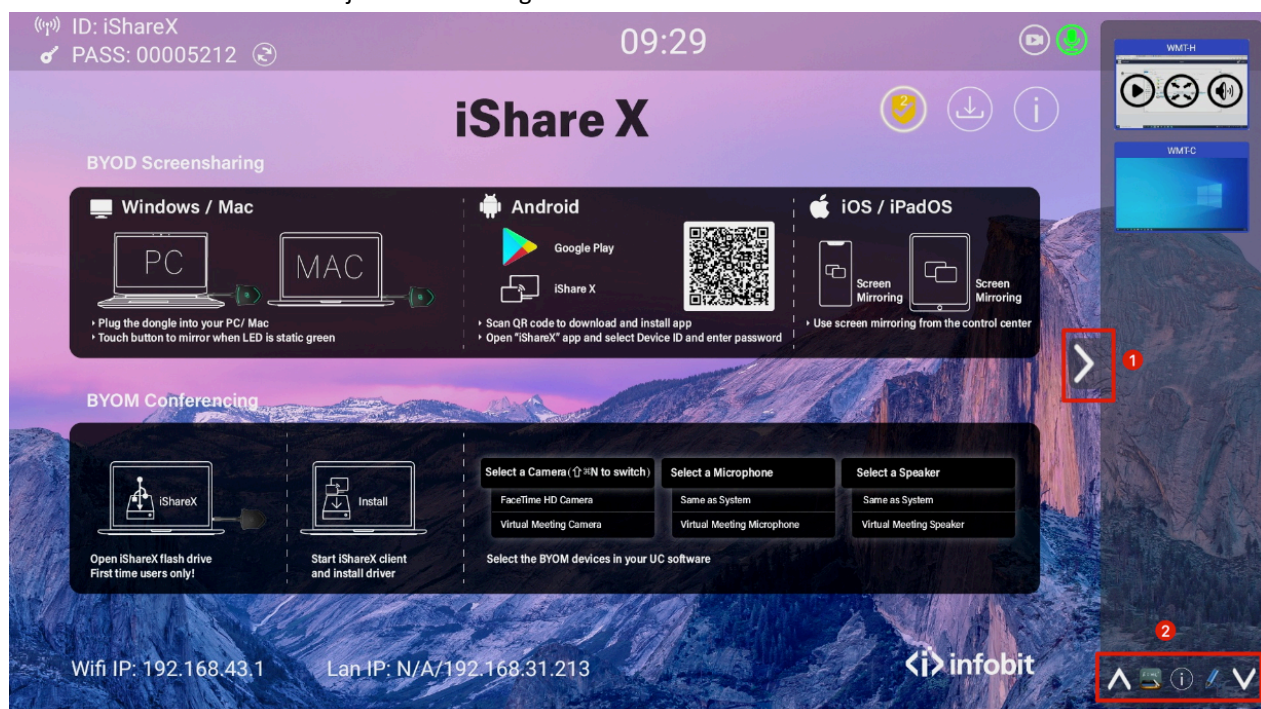 ID: iShareX
PASS: 00005212
09:29
WMT-H
iShare X
2
i
WMT-C
BYOD Screensharing
Windows / Mac
Android
iOS / iPadOS
PC
MAC
Google Play
iShare X
Screen
Mirroring
Screen
Mirroring
‣ Plug the dongle into your PC/ Mac
‣ Touch button to mirror when LED is static green
‣ Scan QR code to download and install app
‣ Open "iShareX" app and select Device ID and enter password
‣ Use screen mirroring from the control center
1
BYOM Conferencing
iShareX
Install
Select a Camera(⇧⌘N to switch)
FaceTime HD Camera
Virtual Meeting Camera
Select a Microphone
Same as System
Virtual Meeting Microphone
Select a Speaker
Same as System
Virtual Meeting Speaker
Open iShareX flash drive
First time users only!
Start iShareX client
and install driver
Select the BYOM devices in your UC software
2
Wifi IP: 192.168.43.1
Lan IP: N/A/192.168.31.213
<i> infobit
i